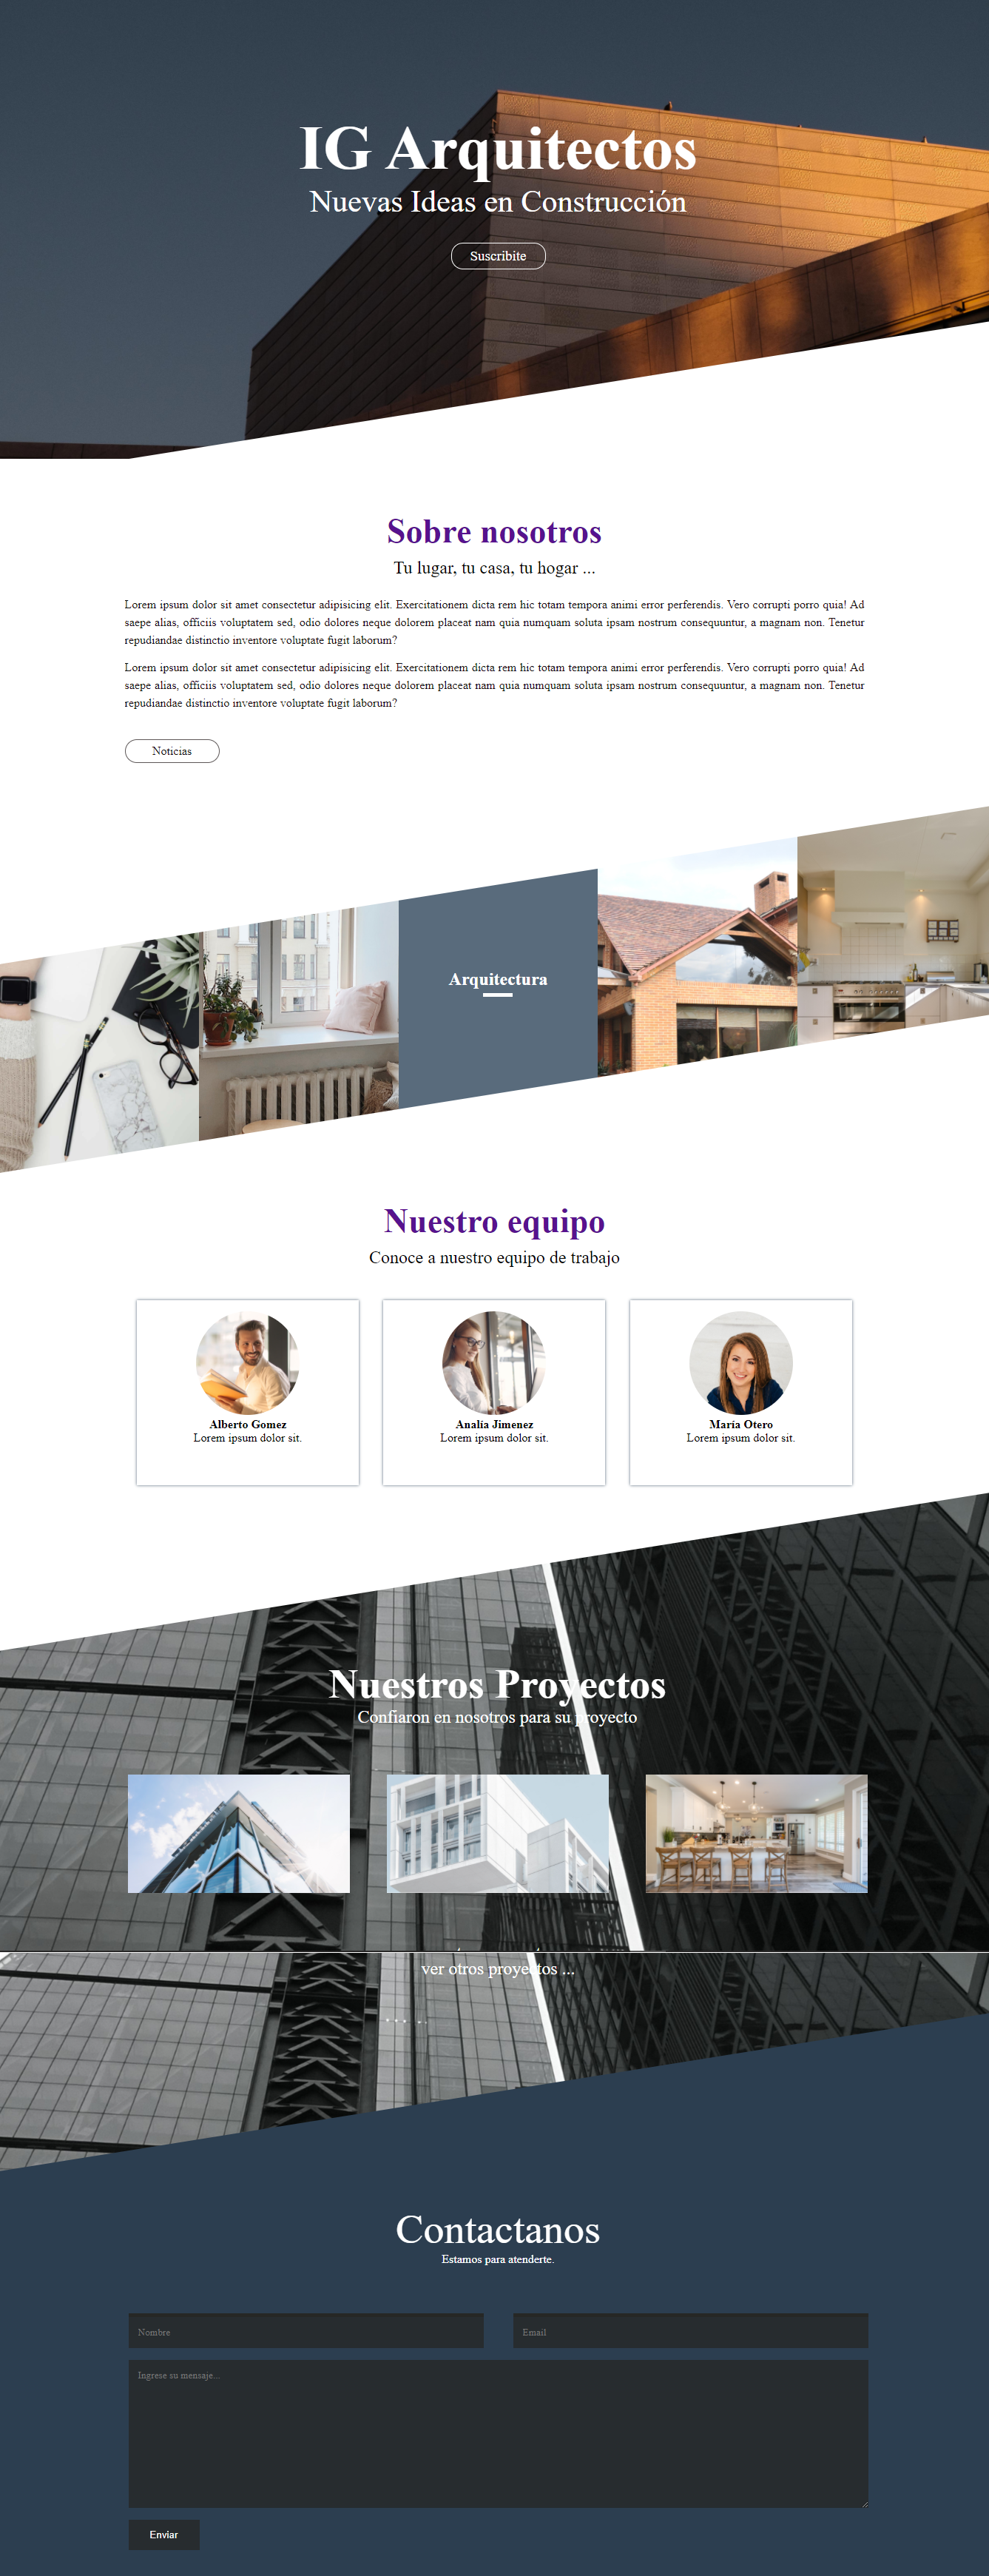 IG Arquitectos
Nuevas Ideas en Construcción
Suscribite
Sobre nosotros
Tu lugar, tu casa, tu hogar ...
Lorem ipsum dolor sit amet consectetur adipisicing elit. Exercitationem dicta rem hic totam tempora animi error perferendis. Vero corrupti porro quia! Ad
saepe alias, officiis voluptatem sed, odio dolores neque dolorem placeat nam quia numquam soluta ipsam nostrum consequuntur, a magnam non. Tenetur
repudiandae distinctio inventore voluptate fugit laborum?
Lorem ipsum dolor sit amet consectetur adipisicing elit. Exercitationem dicta rem hic totam tempora animi error perferendis. Vero corrupti porro quia! Ad
saepe alias, officiis voluptatem sed, odio dolores neque dolorem placeat nam quia numquam soluta ipsam nostrum consequuntur, a magnam non. Tenetur
repudiandae distinctio inventore voluptate fugit laborum?
Noticias
Arquitectura
Nuestro equipo
Conoce a nuestro equipo de trabajo
Alberto Gomez
Lorem ipsum dolor sit.
Analía Jimenez
Lorem ipsum dolor sit.
María Otero
Lorem ipsum dolor sit.
Nuestros Proyectos
Confiaron en nosotros para su proyecto
ver otros proyectos ...
Contactanos
Estamos para atenderte.
Nombre
Email
Ingrese su mensaje...
Enviar